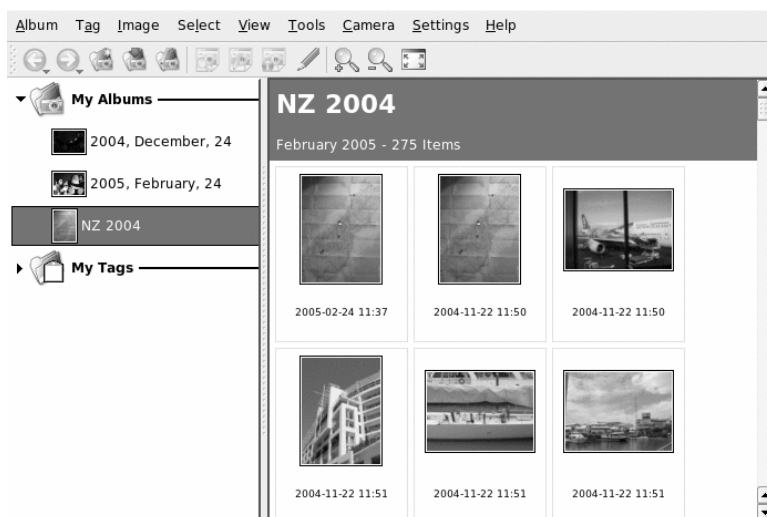 Album Tag Image Select View Tools Camera Settings Help
My Albums
2004, December, 24
2005, February, 24
NZ 2004
My Tags
NZ 2004
February 2005 - 275 Items
2005-02-24 11:37 2004-11-22 11:50 2004-11-22 11:50
2004-11-22 11:51 2004-11-22 11:51 2004-11-22 11:51